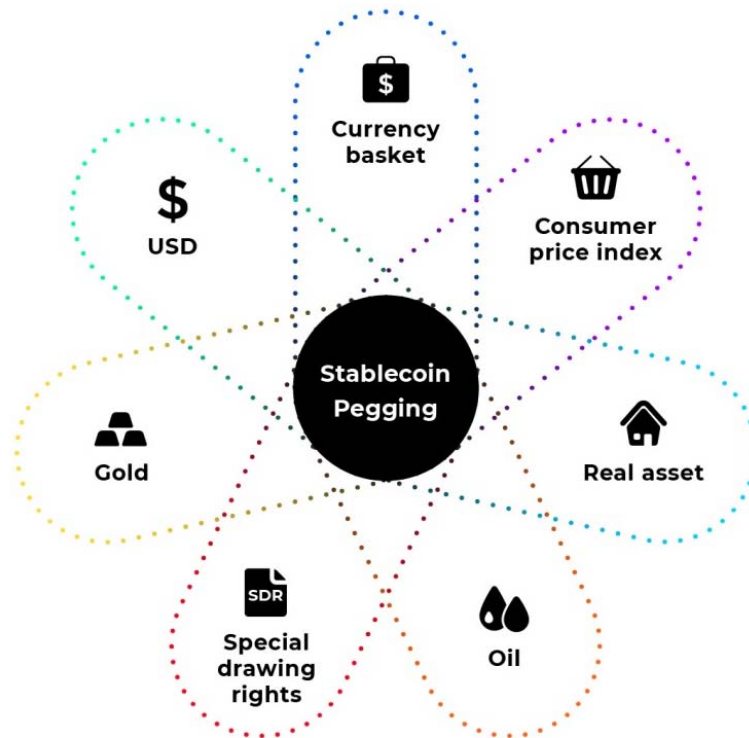 $
Currency
basket
$
USD
Consumer
price index
Stablecoin
Pegging
Gold
Real asset
SDR
Special
drawing
rights
Oil